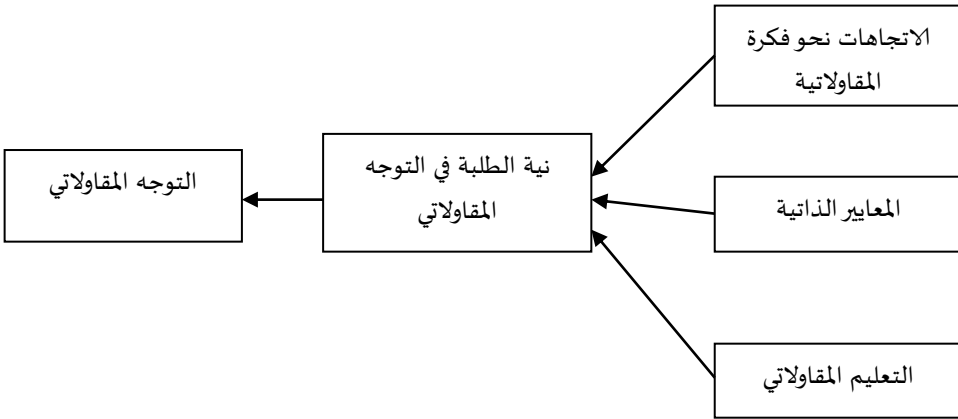 الاتجاهات نحو فكرة
المقاولاتية
نية الطلبة في التوجه
المقاولاتي
التوجه المقاولاتي
المعايير الذاتية
التعليم المقاولاتي